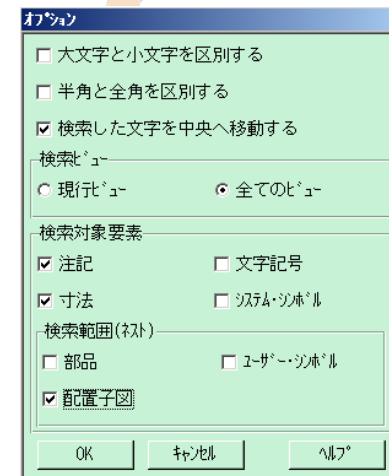 ｵﾌﾟｼｮﾝ
大文字と小文字を区別する
半角と全角を区別する
検索した文字を中央へ移動する
検索ﾋﾞｭｰ
現行ﾋﾞｭｰ 全てのﾋﾞｭｰ
検索対象要素
注記 文字記号
寸法 ｼｽﾃﾑ･ｼﾝﾎﾞﾙ
検索範囲(ﾈｽﾄ)
部品 ﾕｰｻﾞｰ･ｼﾝﾎﾞﾙ
配置子図
OK ｷｬﾝｾﾙ ﾍﾙﾌﾟ